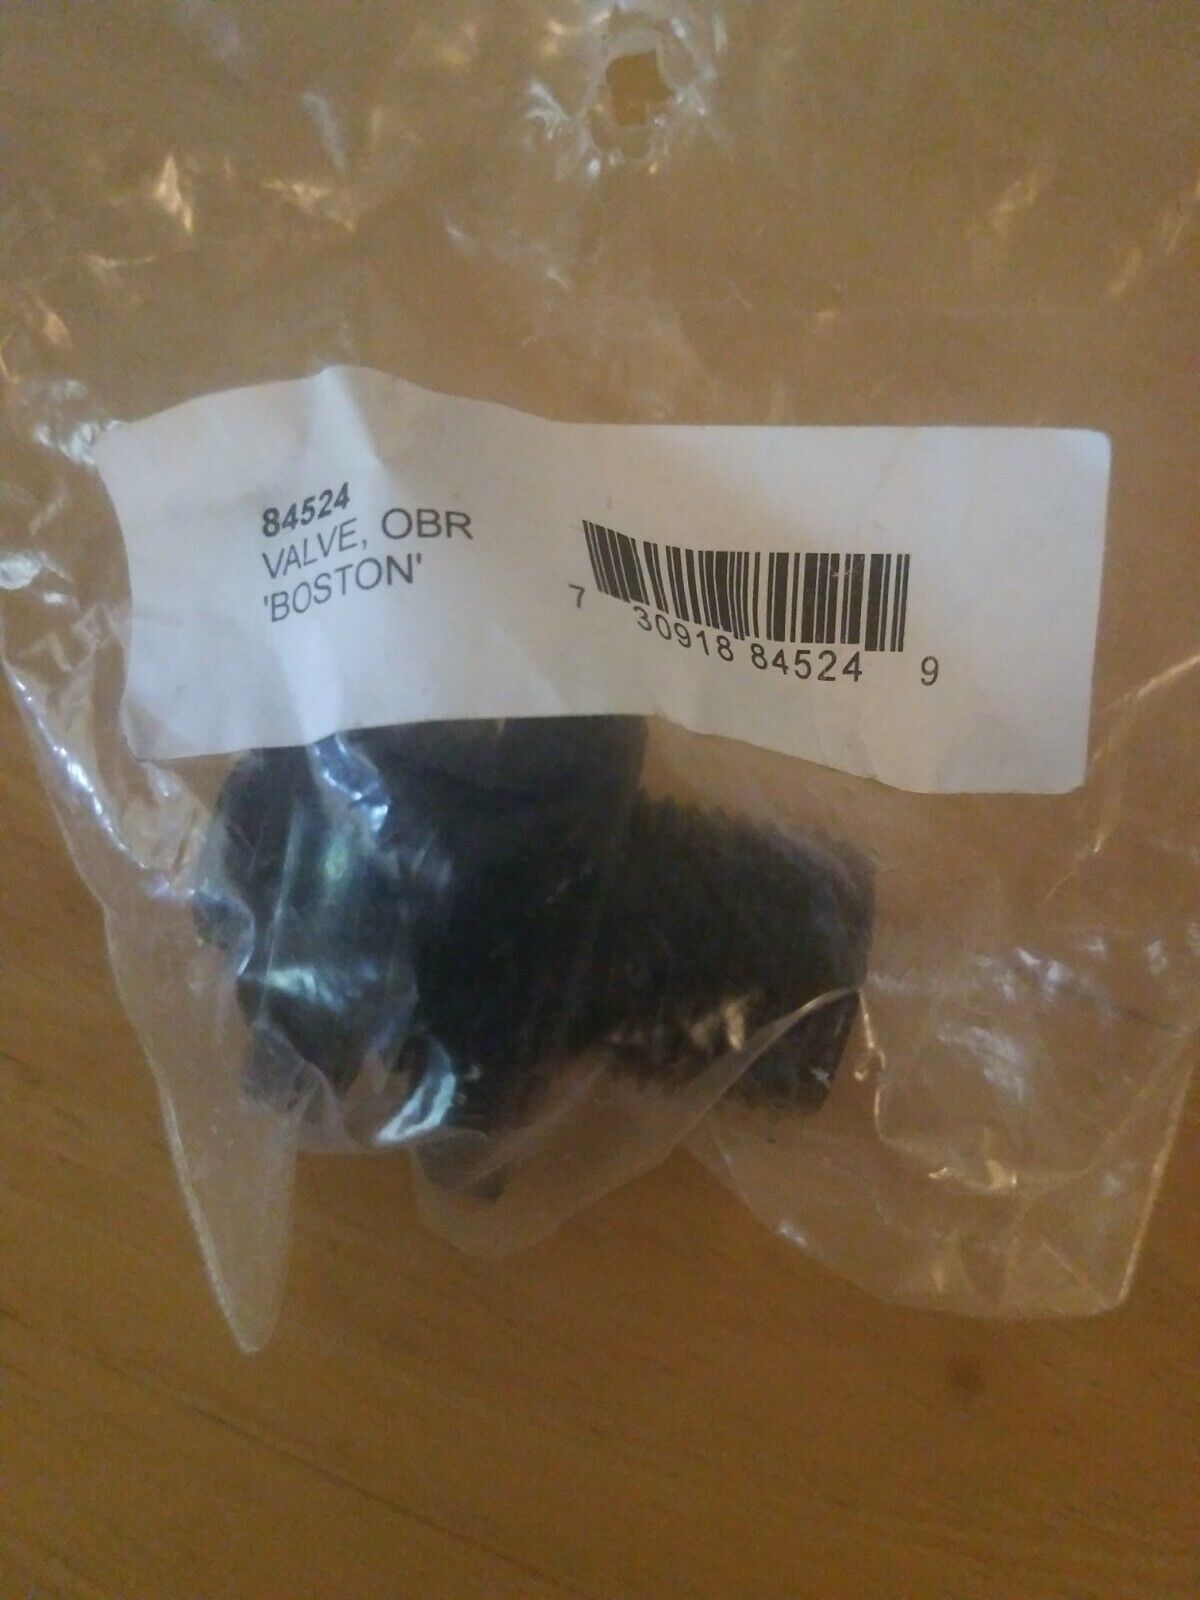 84524
VALVE, OBR
'BOSTON'
7 30918 84524 9